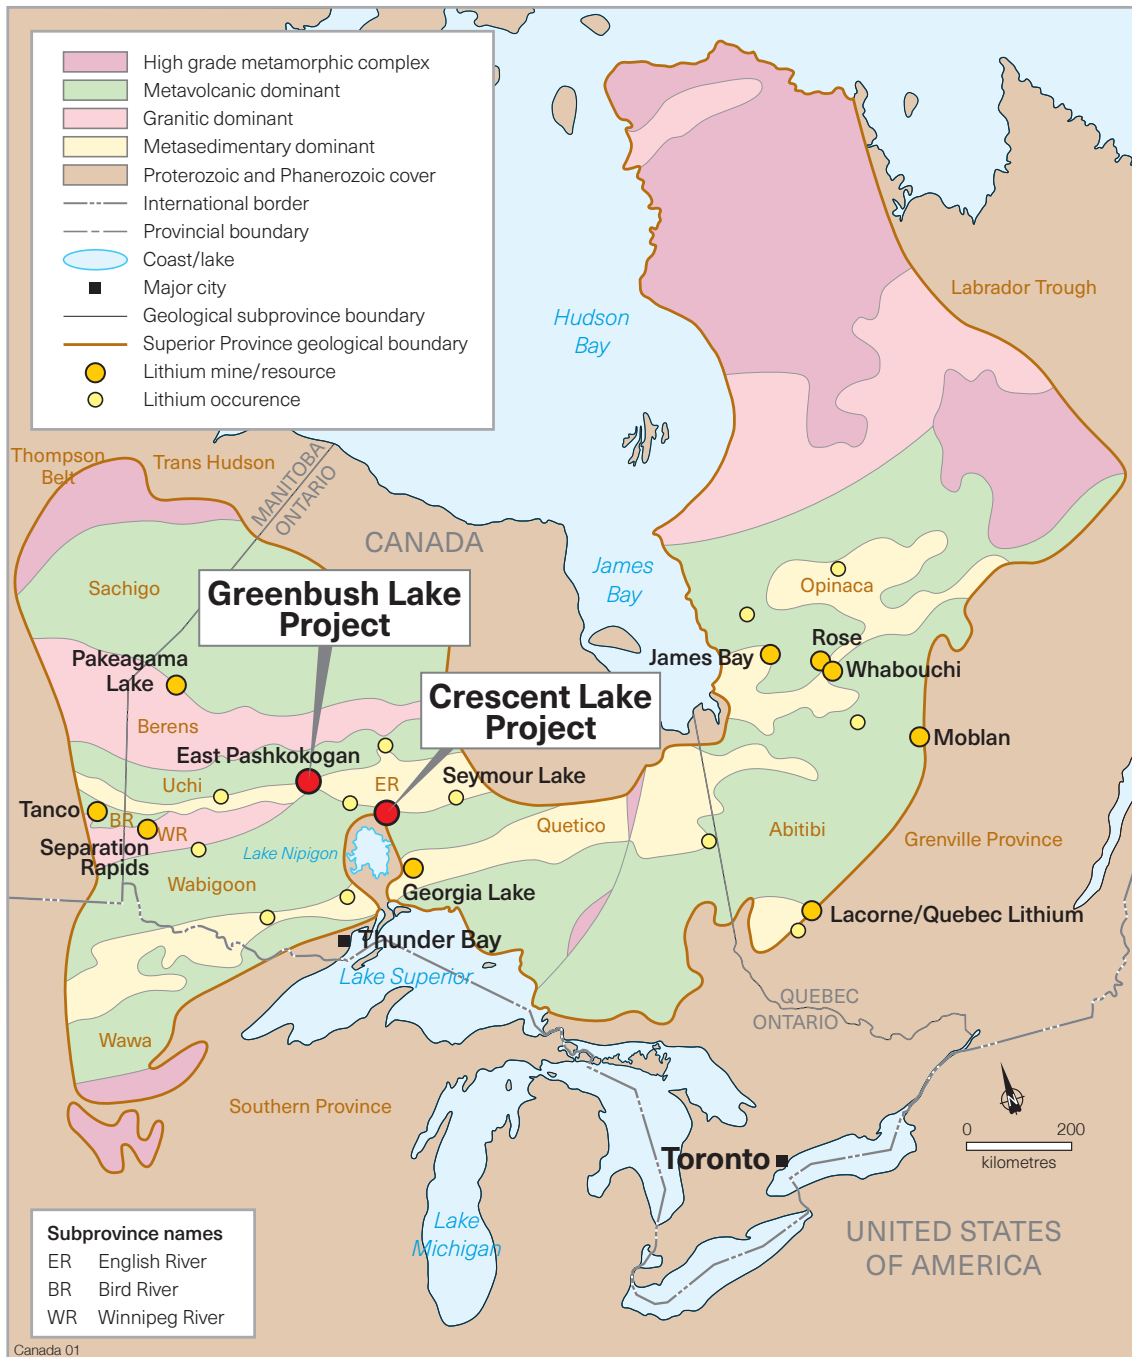 High grade metamorphic complex
Metavolcanic dominant
Granitic dominant
Metasedimentary dominant
Proterozoic and Phanerozoic cover
International border
Provincial boundary
Coast/lake
Major city
Geological subprovince boundary
Superior Province geological boundary
Lithium mine/resource
Lithium occurence
Labrador Trough
Hudson
Bay
Thompson
Belt
Trans Hudson
MANITOBA
ONTARIO
CANADA
James
Bay
Sachigo
Opinaca
Greenbush Lake
Project
Rose
James Bay
Whabouchi
Pakeagama
Lake
Crescent Lake
Project
Berens
Moblan
East Pashkokogan
Seymour Lake
Uchi
ER
Tanco
BR
WR
Quetico
Abitibi
Grenville Province
Separation
Rapids
Lake Nipigon
Wabigoon
Georgia Lake
Lacorne/Quebec Lithium
Thunder Bay
Lake Superior
QUEBEC
ONTARIO
Wawa
Southern Province
N
0 200
kilometres
Toronto
Lake
Michigan
UNITED STATES
OF AMERICA
Subprovince names
ER English River
BR Bird River
WR Winnipeg River
Canada 01